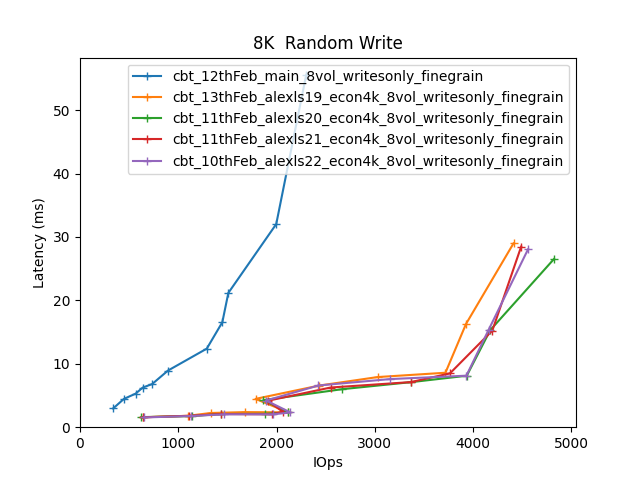 8K  Random Write
cbt_12thFeb_main_8vol_writesonly_finegrain
cbt_13thFeb_alexls19_econ4k_8vol_writesonly_finegrain
cbt_11thFeb_alexls20_econ4k_8vol_writesonly_finegrain
cbt_11thFeb_alexls21_econ4k_8vol_writesonly_finegrain
cbt_10thFeb_alexls22_econ4k_8vol_writesonly_finegrain
Latency (ms)
50
40
30
20
10
0
0 1000 2000 3000 4000 5000
IOps